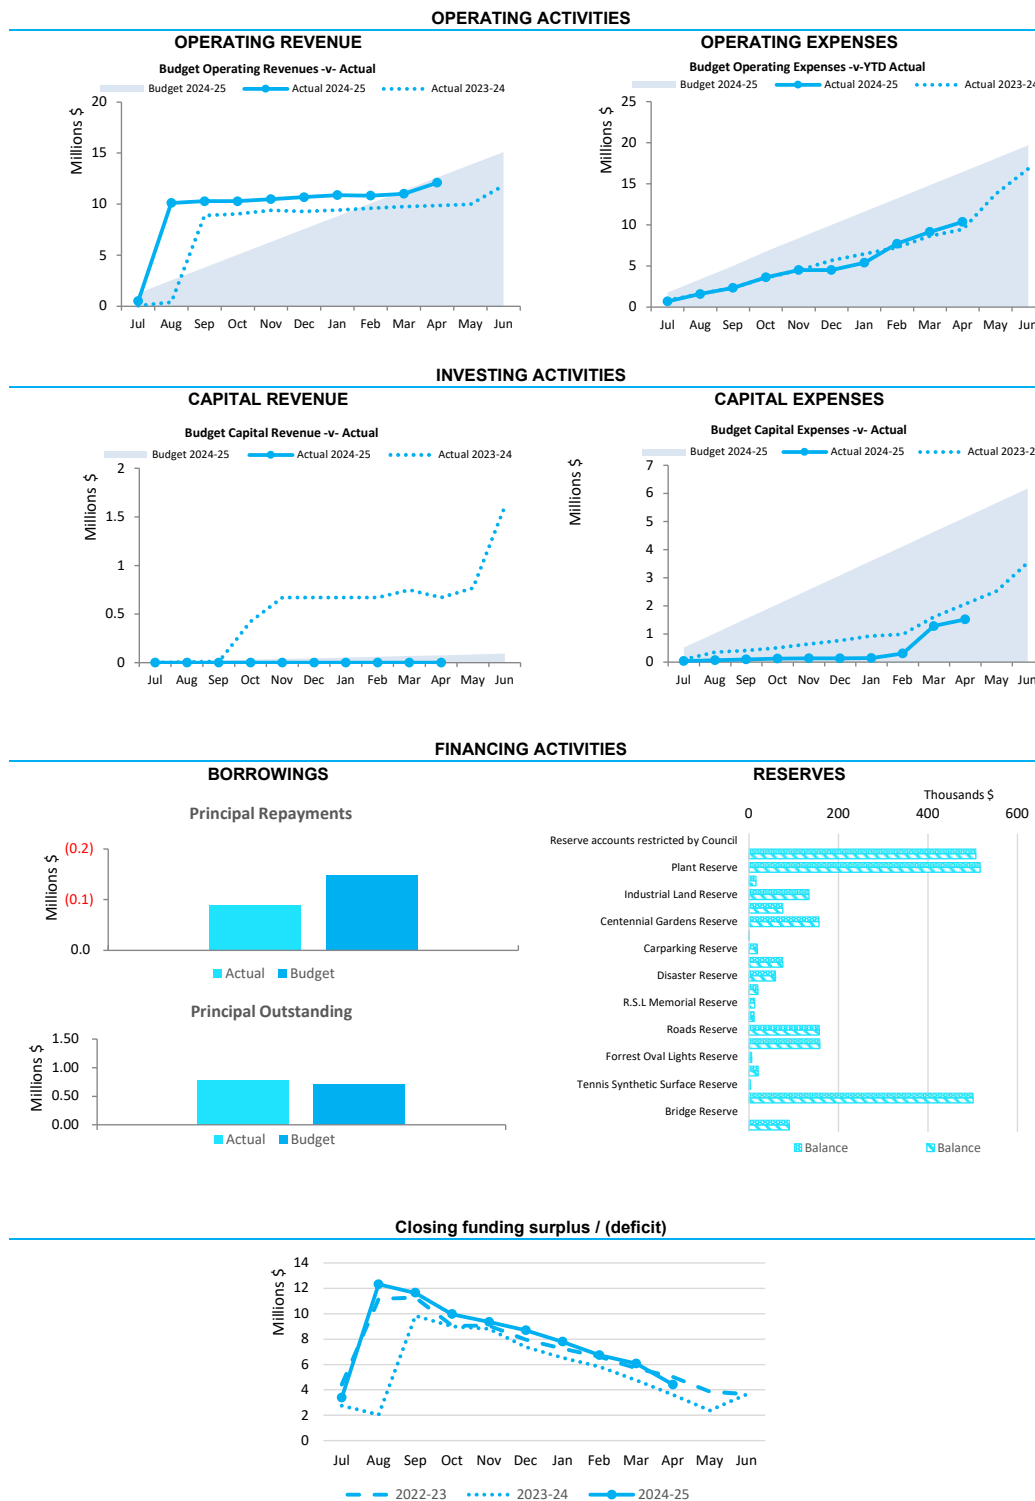 OPERATING ACTIVITIES
OPERATING REVENUE
Budget Operating Revenues -v- Actual
Budget 2024-25 Actual 2024-25 Actual 2023-24
Millions $
20
15
10
5
0
Jul Aug Sep Oct Nov Dec Jan Feb Mar Apr May Jun
OPERATING EXPENSES
Budget Operating Expenses -v-YTD Actual
Budget 2024-25 Actual 2024-25 Actual 2023-24
Millions $
25
20
15
10
5
0
Jul Aug Sep Oct Nov Dec Jan Feb Mar Apr May Jun
INVESTING ACTIVITIES
CAPITAL REVENUE
Budget Capital Revenue -v- Actual
Budget 2024-25 Actual 2024-25 Actual 2023-24
Millions $
2
1.5
1
0.5
0
Jul Aug Sep Oct Nov Dec Jan Feb Mar Apr May Jun
CAPITAL EXPENSES
Budget Capital Expenses -v- Actual
Budget 2024-25 Actual 2024-25 Actual 2023-2
Millions $
7
6
5
4
3
2
1
0
Jul Aug Sep Oct Nov Dec Jan Feb Mar Apr May Jun
FINANCING ACTIVITIES
BORROWINGS
Principal Repayments
Millions $
(0.2)
(0.1)
0.0
Actual Budget
Principal Outstanding
Millions $
1.50
1.00
0.50
0.00
Actual Budget
RESERVES
Thousands $
0 200 400 600
Reserve accounts restricted by Council
Plant Reserve
Industrial Land Reserve
Centennial Gardens Reserve
Carparking Reserve
Disaster Reserve
R.S.L Memorial Reserve
Roads Reserve
Forrest Oval Lights Reserve
Tennis Synthetic Surface Reserve
Bridge Reserve
Balance Balance
Closing funding surplus / (deficit)
Millions $
14
12
10
8
6
4
2
0
Jul Aug Sep Oct Nov Dec Jan Feb Mar Apr May Jun
2022-23 2023-24 2024-25